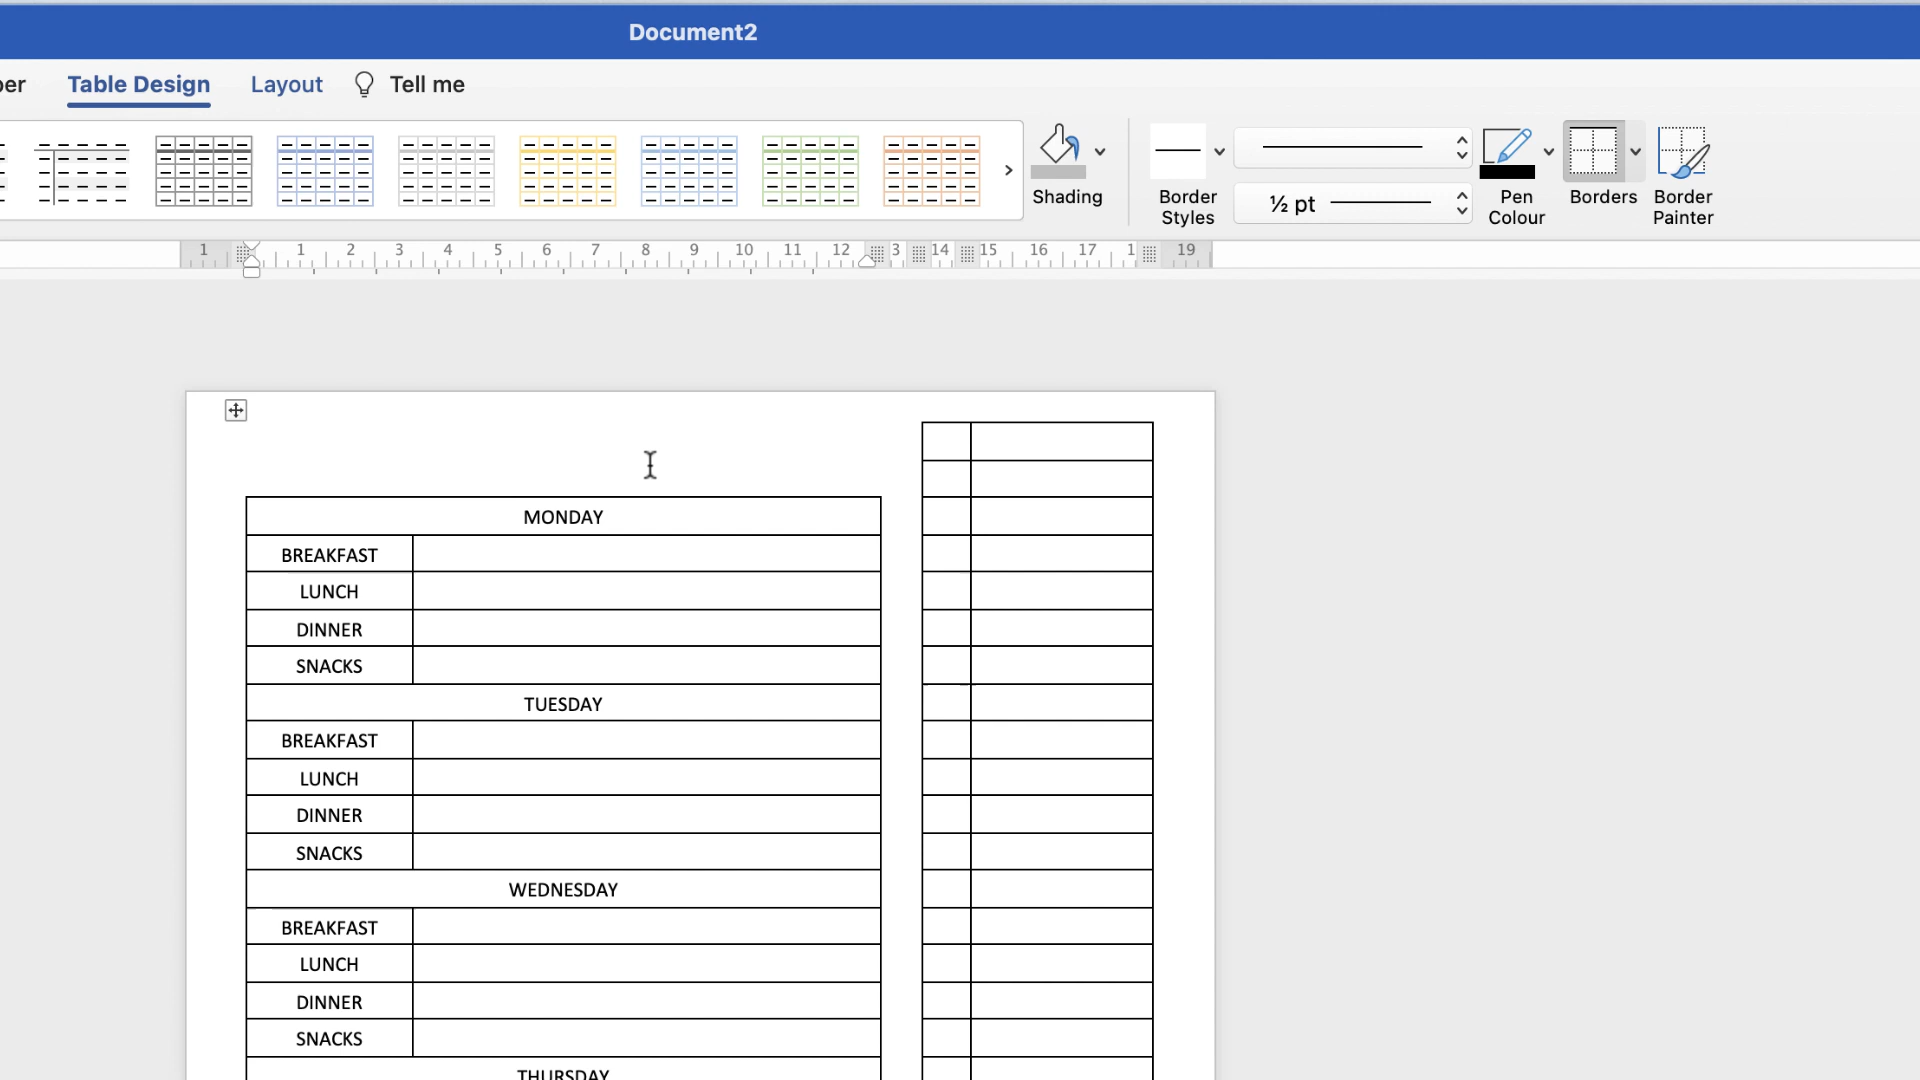 Document2
Table Design Layout Tell me
Shading
Border Styles
½ pt
Pen Colour
Borders
Border Painter
1 1 2 3 4 5 6 7 8 9 10 11 12 3 14 15 16 17 1 19
MONDAY
BREAKFAST
LUNCH
DINNER
SNACKS
TUESDAY
BREAKFAST
LUNCH
DINNER
SNACKS
WEDNESDAY
BREAKFAST
LUNCH
DINNER
SNACKS
THURSDAY